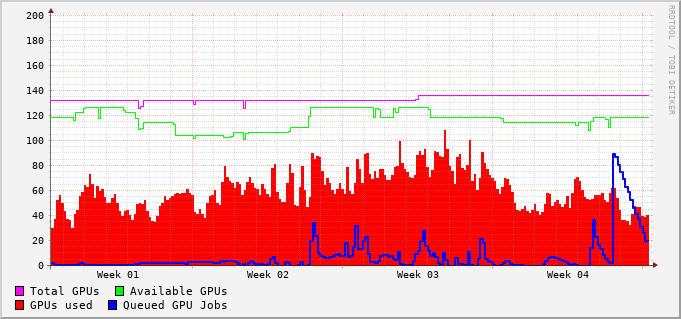 200
180
160
140
120
100
80
60
40
20
0
Week 01 Week 02 Week 03 Week 04
Total GPUs Available GPUs
GPUs used Queued GPU Jobs
RRDTOOL / TOBI OETIKER